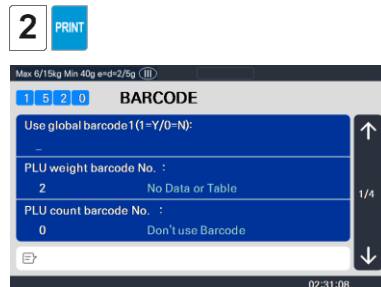 2 PRINT
Max 6/15kg Min 40g e=d=2/5g III
1 5 2 0 BARCODE
Use global barcode1(1=Y/0=N):
_
PLU weight barcode No. :
2 No Data or Table
1/4
PLU count barcode No. :
0 Don't use Barcode
02:31:08